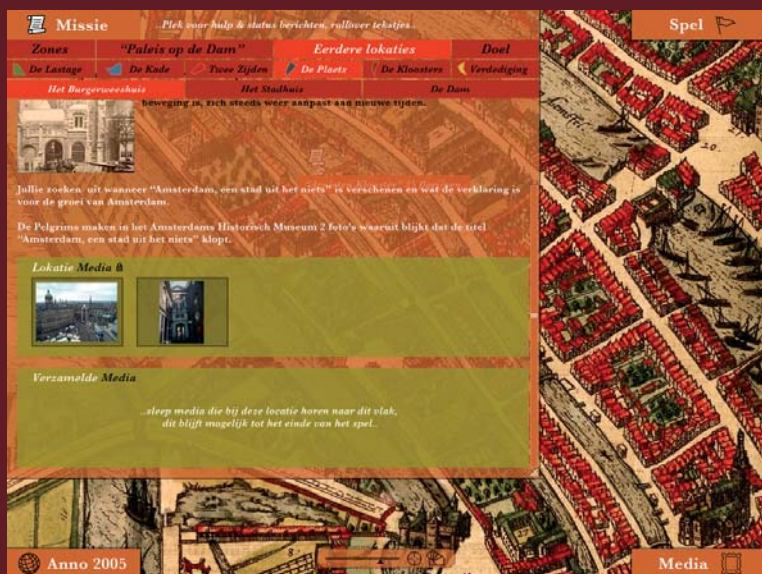 Missie
..Plek voor hulp & status berichten, rollover tekstjes..
Spel
Zones
“Paleis op de Dam”
Eerdere lokaties
Doel
De Lastage
De Kade
Twee Zijden
De Plaets
De Kloosters
Verdediging
Het Burgerweeshuis
Het Stadhuis
De Dam
beweging is, zich steeds weer aanpast aan nieuwe tijden.
Jullie zoeken uit wanneer “Amsterdam, een stad uit het niets” is verschenen en wat de verklaring is
voor de groei van Amsterdam.
De Pelgrims maken in het Amsterdams Historisch Museum 2 foto's waaruit blijkt dat de titel
“Amsterdam, een stad uit het niets” klopt.
Lokatie Media
Verzamelde Media
..sleep media die bij deze locatie horen naar dit vlak,
dit blijft mogelijk tot het einde van het spel..
Anno 2005
Media